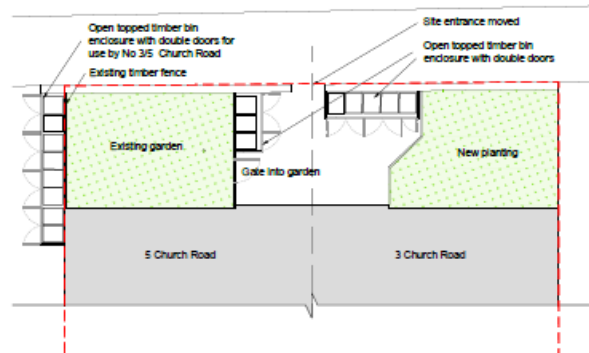 Open topped timber bin
enclosure with double doors for
use by No 3/5 Church Road
Existing timber fence
Site entrance moved
Open topped timber bin
enclosure with double doors
Existing garden
Gate into garden
New planting
5 Church Road
3 Church Road